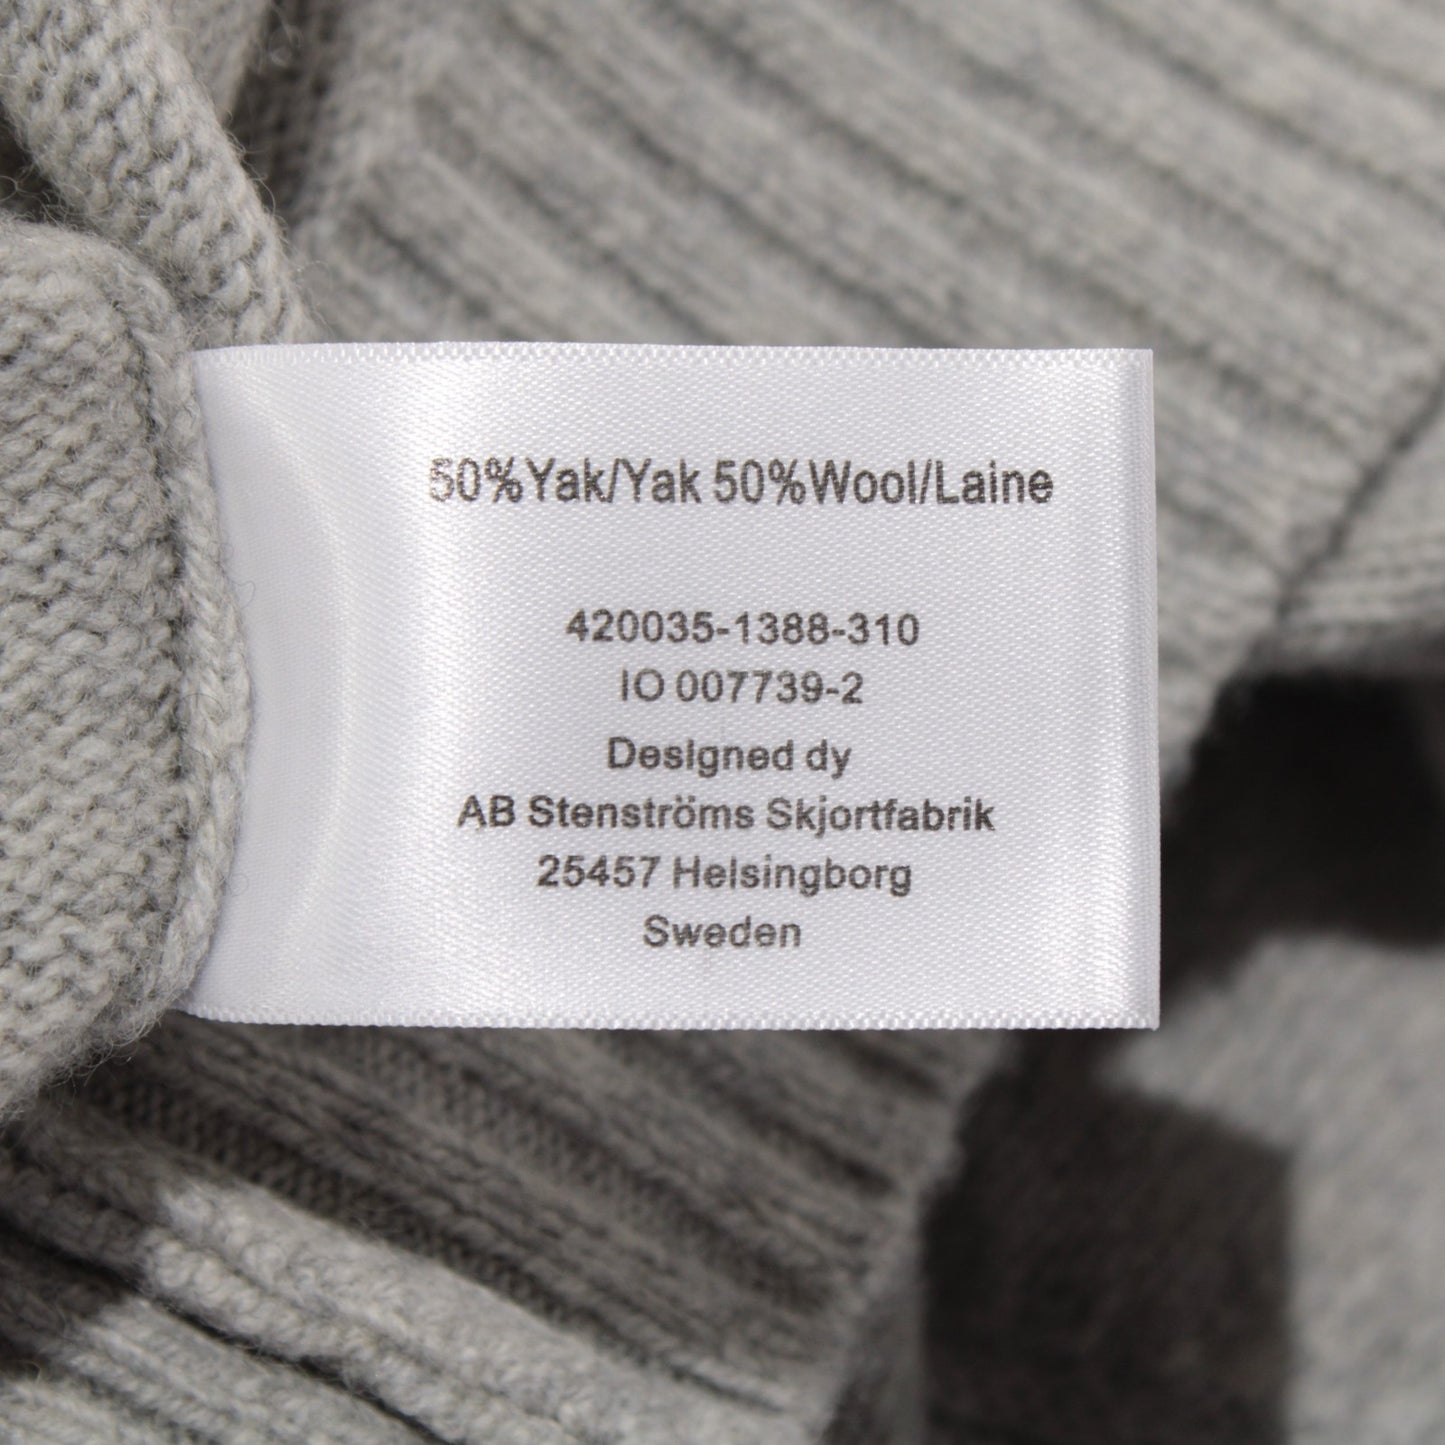 50%Yak/Yak 50%Wool/Laine
420035-1388-310
IO 007739-2
Designed dy
AB Stenströms Skjortfabrik
25457 Helsingborg
Sweden